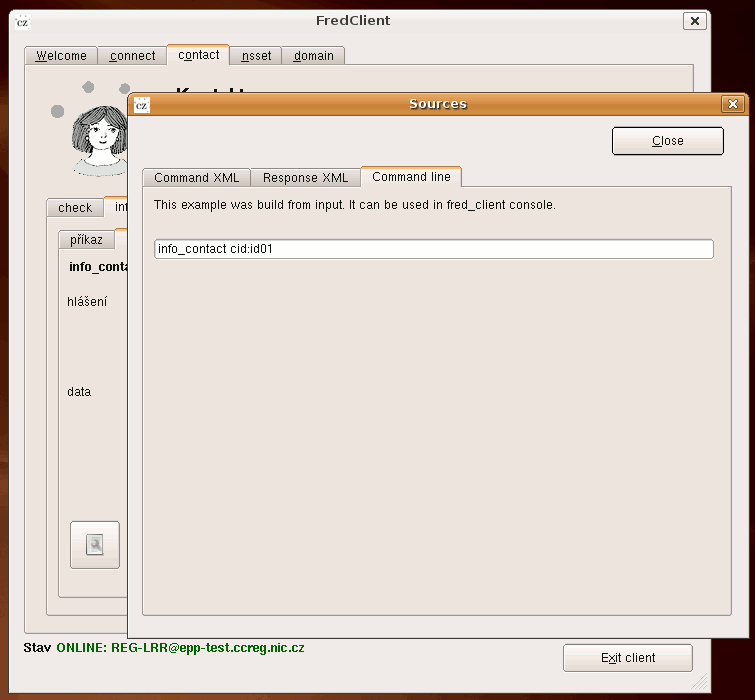 cz
FredClient
Welcome
connect
contact
nsset
domain
cz
Sources
Close
check
Command XML
Response XML
Command line
This example was build from input. It can be used in fred_client console.
příkaz
info_contact cid:id01
hlášení
data
Stav ONLINE: REG-LRR@epp-test.ccreg.nic.cz
Exit client